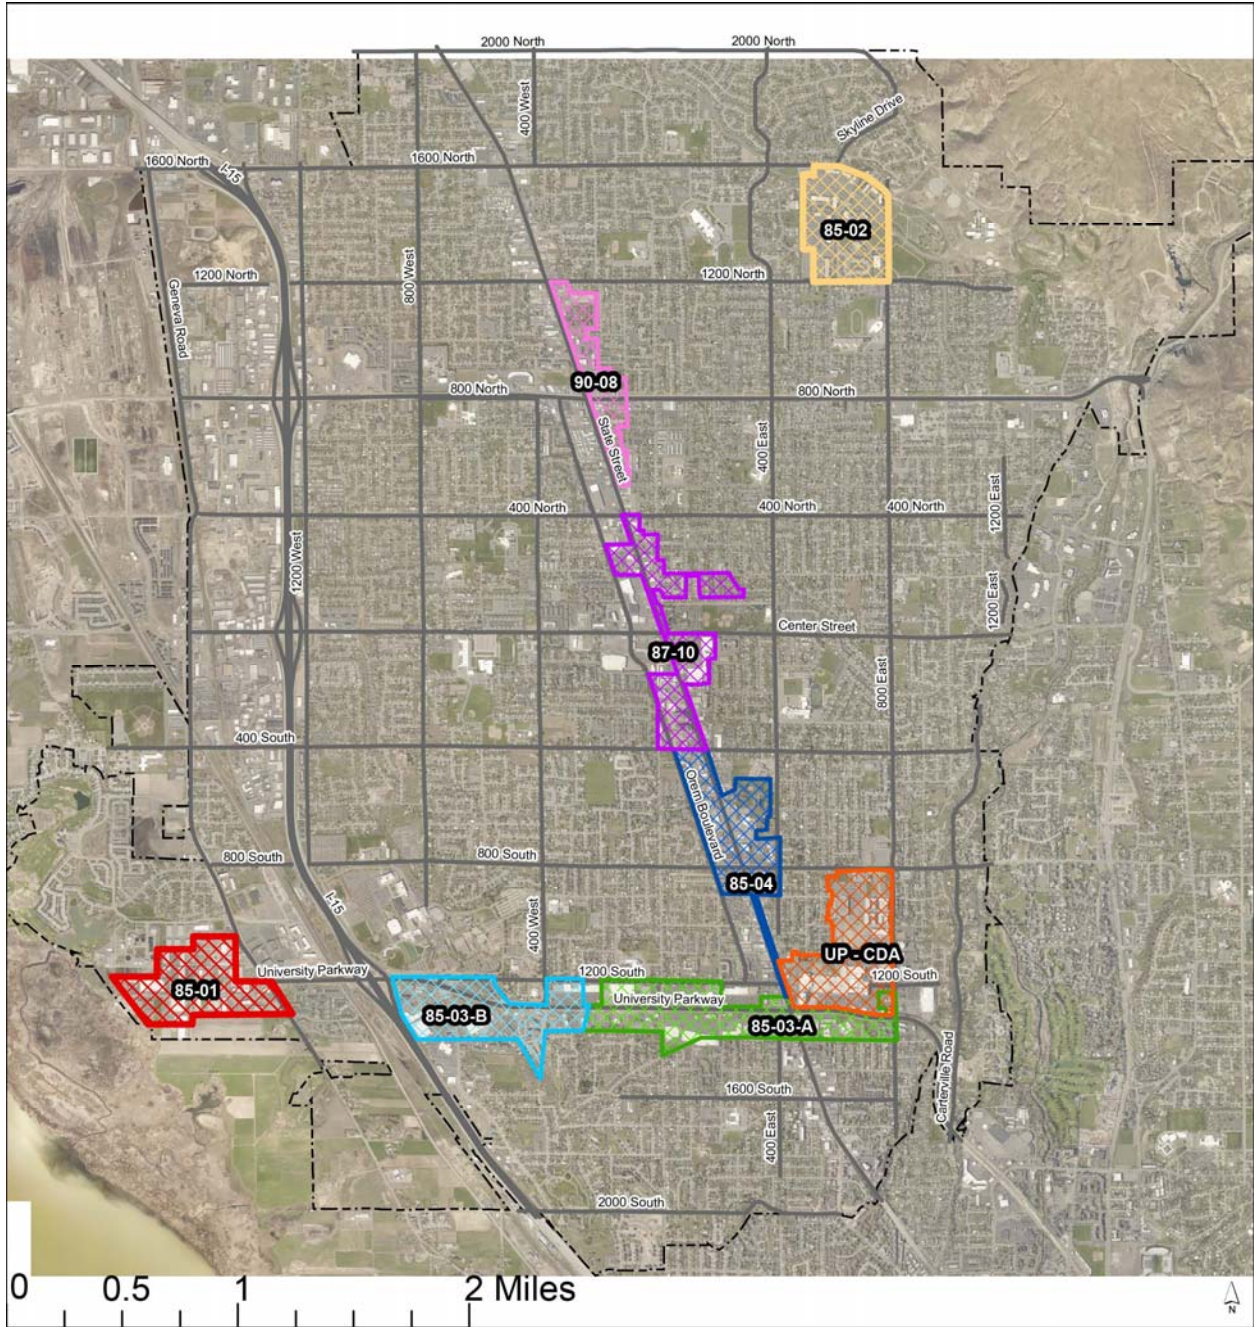 2000 North
2000 North
400 West
Skyline Drive
1600 North
I-15
1600 North
85-02
1200 North
800 West
1200 North
Geneva Road
90-08
800 North
800 North
State Street
400 East
400 North
400 North
400 North
1200 East
1200 West
1200 East
Center Street
87-10
800 East
400 South
Orem Boulevard
800 South
800 South
85-04
I-15
400 West
UP - CDA
University Parkway
1200 South
1200 South
85-01
University Parkway
85-03-B
85-03-A
Carterville Road
1600 South
400 East
2000 South
0 0.5 1 2 Miles
N